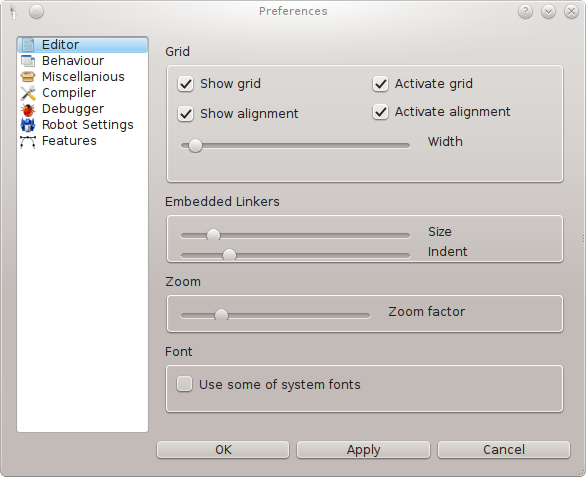 Preferences
Editor
Behaviour
Miscellanious
Compiler
Debugger
Robot Settings
Features
Grid
Show grid
Activate grid
Show alignment
Activate alignment
Width
Embedded Linkers
Size
Indent
Zoom
Zoom factor
Font
Use some of system fonts
OK
Apply
Cancel